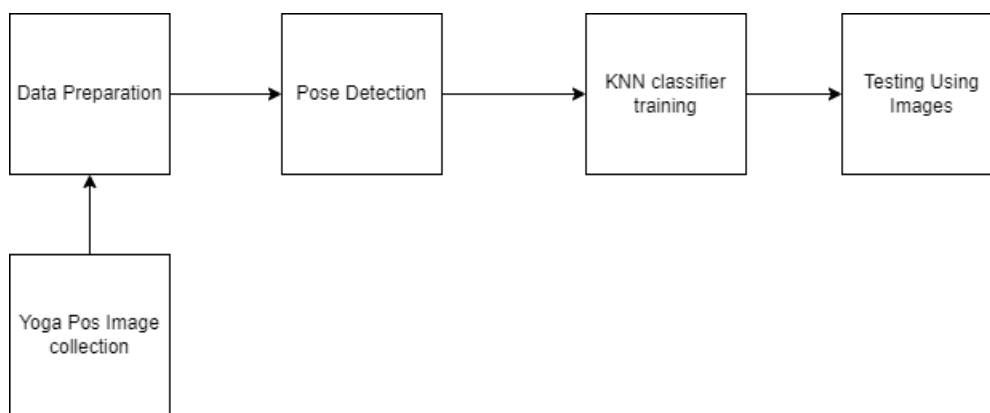 Data Preparation
Pose Detection
KNN classifier
training
Testing Using
Images
Yoga Pos Image
collection